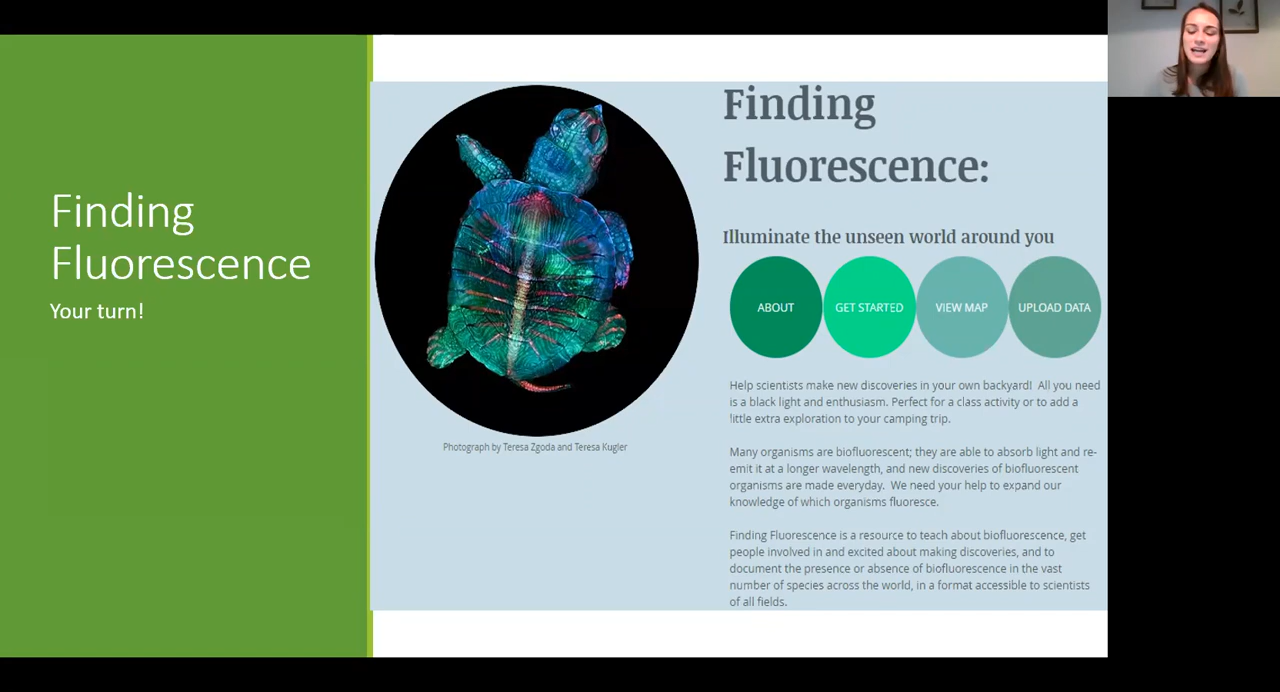 Finding
Fluorescence
Your turn!
Photograph by Teresa Zgoda and Teresa Kugler
Finding
Fluorescence:
Illuminate the unseen world around you
ABOUT
GET STARTED
VIEW MAP
UPLOAD DATA
Help scientists make new discoveries in your own backyard!  All you need
is a black light and enthusiasm. Perfect for a class activity or to add a
little extra exploration to your camping trip.
Many organisms are biofluorescent; they are able to absorb light and re-
emit it at a longer wavelength, and new discoveries of biofluorescent
organisms are made everyday.  We need your help to expand our
knowledge of which organisms fluoresce.
Finding Fluorescence is a resource to teach about biofluorescence, get
people involved in and excited about making discoveries, and to
document the presence or absence of biofluorescence in the vast
number of species across the world, in a format accessible to scientists
of all fields.